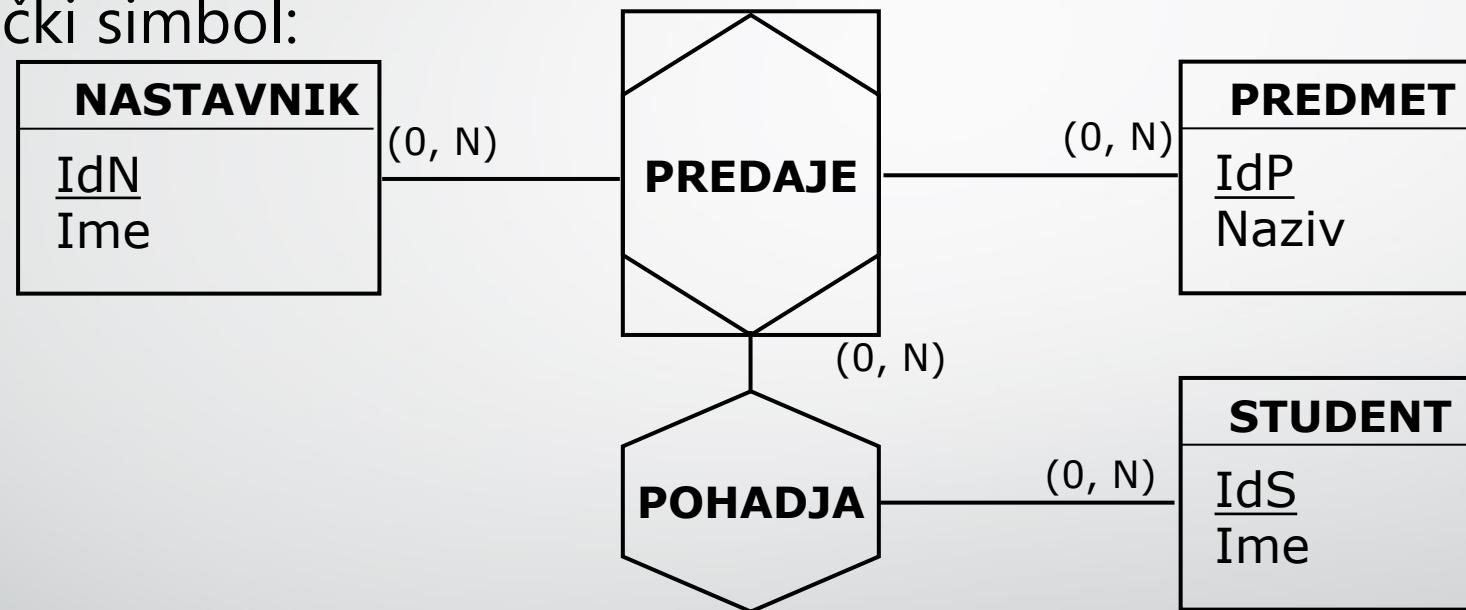 čki simbol:
NASTAVNIK
IdN
Ime
(0, N)
PREDAJE
(0, N)
PREDMET
IdP
Naziv
(0, N)
POHADJA
(0, N)
STUDENT
IdS
Ime